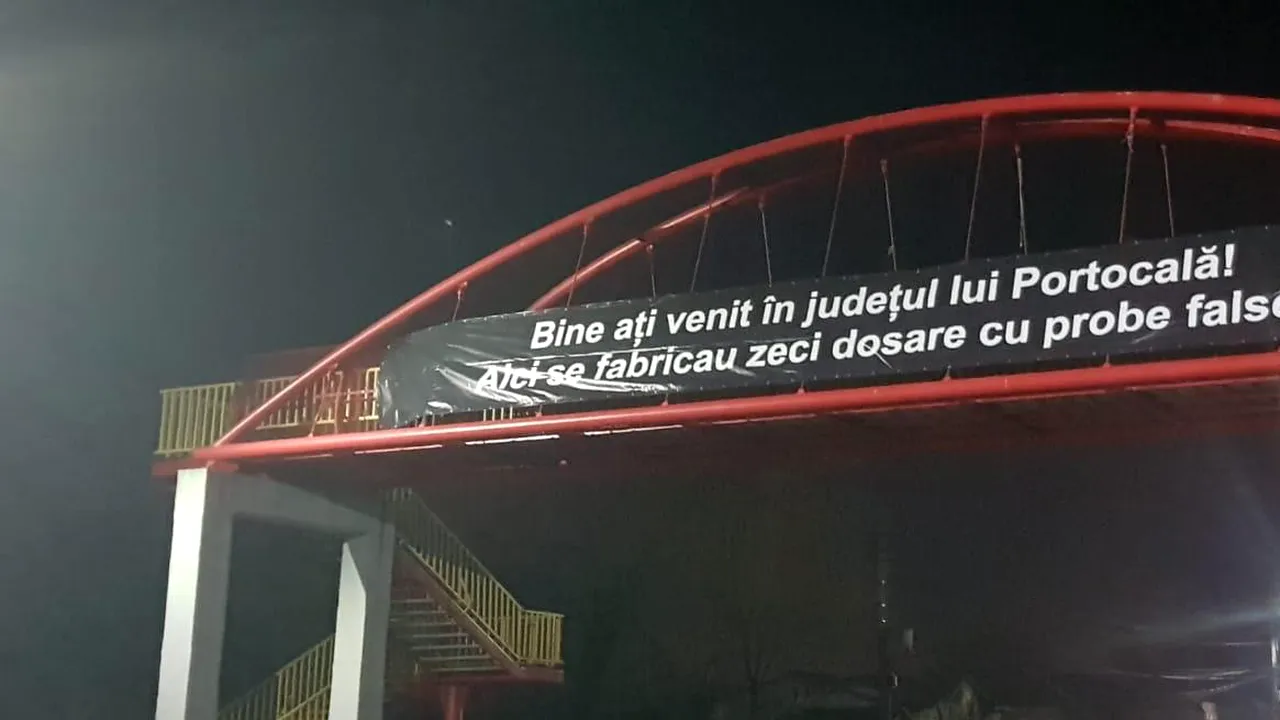 Bine ați venit în județul lui Portocală!
Aici se fabricau zeci dosare cu probe false